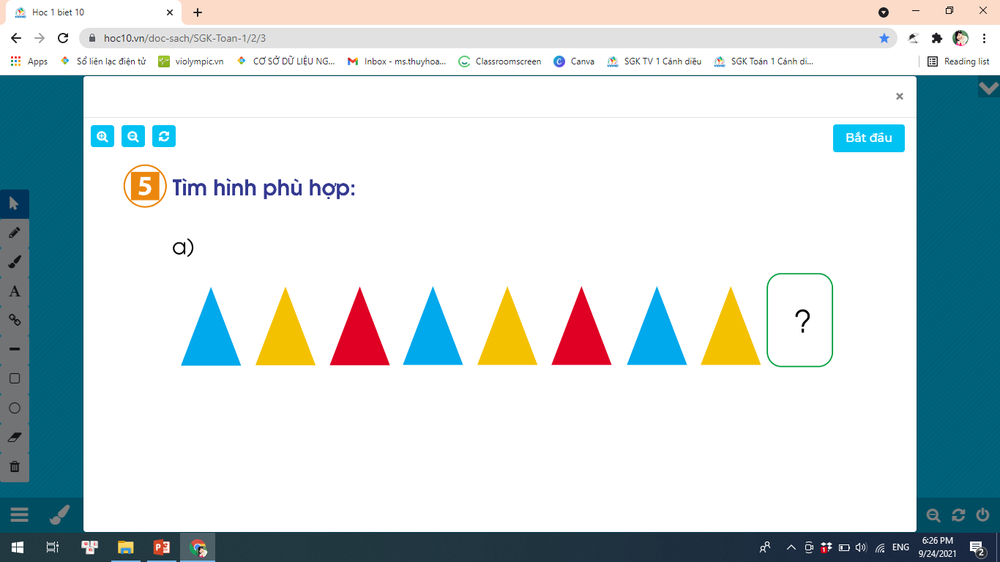 Hoc 1 biet 10
hoc10.vn/doc-sach/SGK-Toan-1/2/3
Apps
Sổ liên lạc điện tử
violympic.vn
CƠ SỞ DỮ LIỆU NG...
Inbox - ms.thuyhoa...
Classroomscreen
Canva
SGK TV 1 Cánh diều
SGK Toán 1 Cánh di...
Reading list
Bắt đầu
5 Tìm hình phù hợp:
a)
?
A
ENG
6:26 PM
9/24/2021
2
1